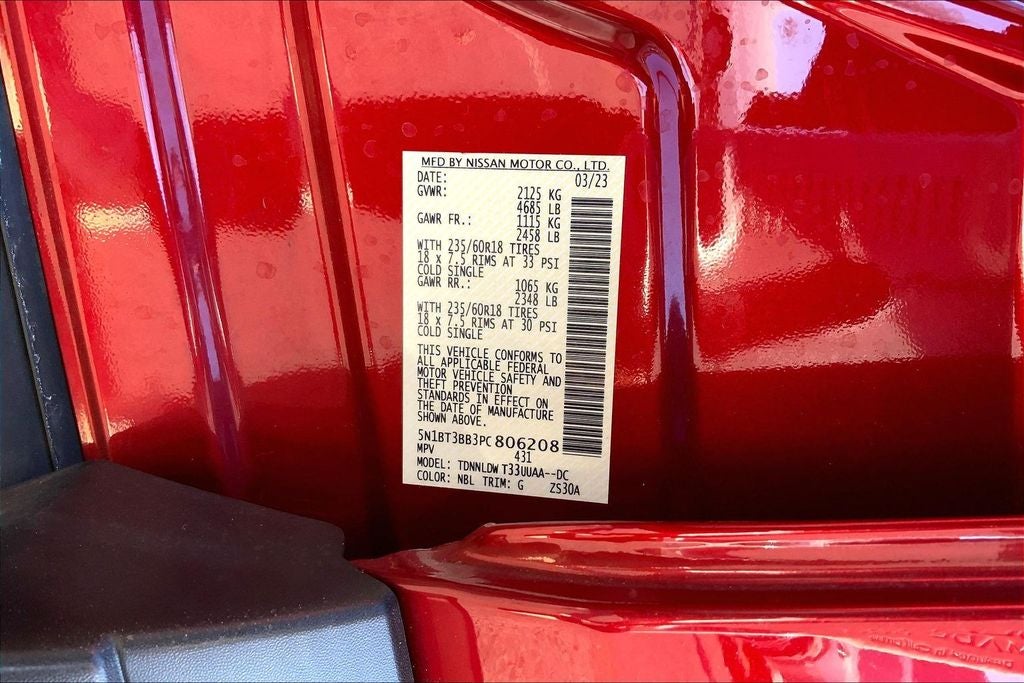 MFD BY NISSAN MOTOR CO., LTD.
DATE: 03/23
GVWR: 2125 KG
4685 LB
GAWR FR.: 1115 KG
2458 LB
WITH 235/60R18 TIRES
18 x 7.5 RIMS AT 33 PSI
COLD SINGLE
GAWR RR.: 1065 KG
2348 LB
WITH 235/60R18 TIRES
18 x 7.5 RIMS AT 30 PSI
COLD SINGLE
THIS VEHICLE CONFORMS TO
ALL APPLICABLE FEDERAL
MOTOR VEHICLE SAFETY AND
THEFT PREVENTION
STANDARDS IN EFFECT ON
THE DATE OF MANUFACTURE
SHOWN ABOVE.
5N1BT3BB3PC806208
MPV 431
MODEL: TDNNLDW T33UUAA--DC
COLOR: NBL TRIM: G ZS30A